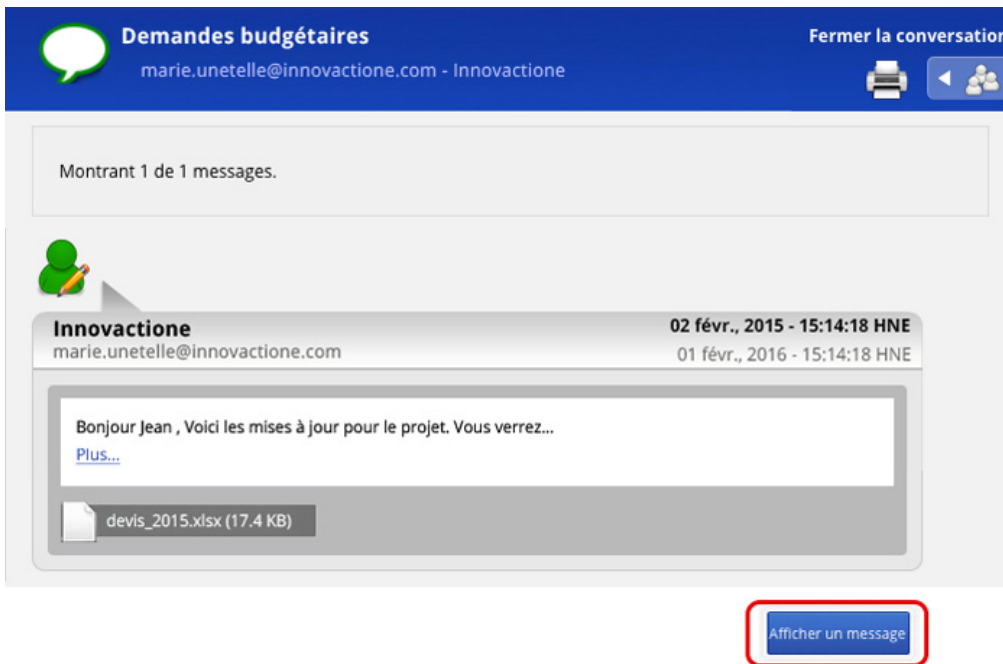 Demandes budgétaires
Fermer la conversation
marie.unetelle@innovactione.com - Innovactione
Montrant 1 de 1 messages.
Innovactione
02 févr., 2015 - 15:14:18 HNE
marie.unetelle@innovactione.com
01 févr., 2016 - 15:14:18 HNE
Bonjour Jean , Voici les mises à jour pour le projet. Vous verrez...
Plus...
devis_2015.xlsx (17.4 KB)
Afficher un message